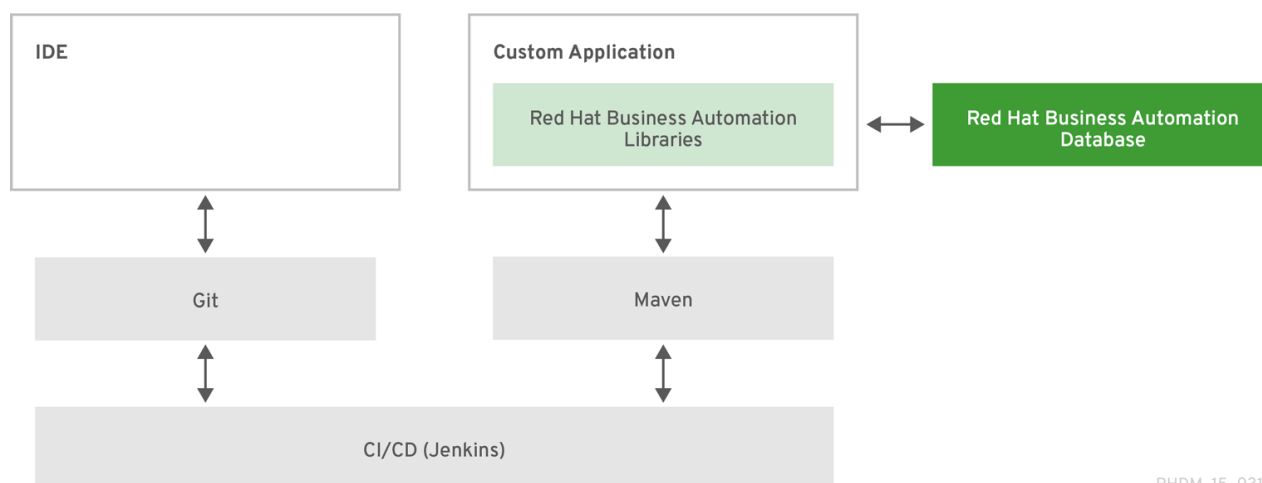 IDE
Custom Application
Red Hat Business Automation
Libraries
Red Hat Business Automation
Database
Git
Maven
CI/CD (Jenkins)